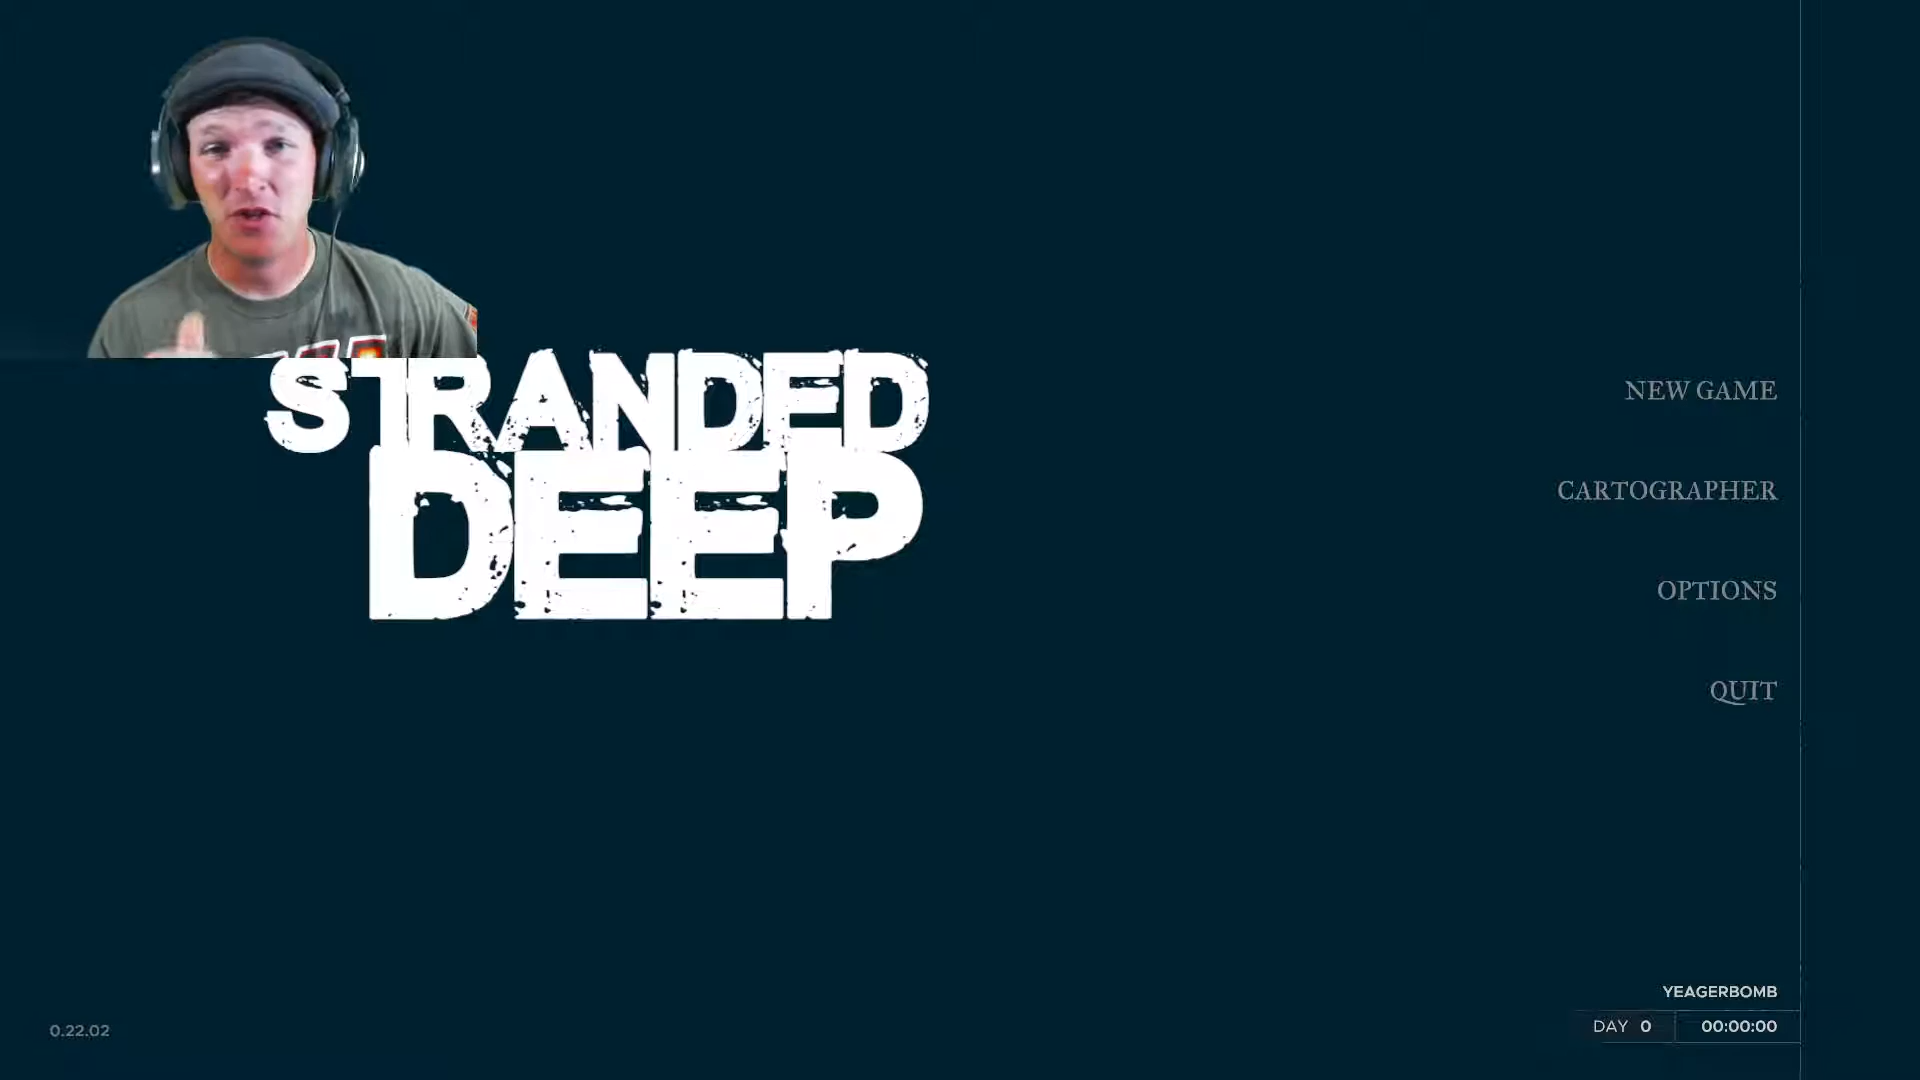 STRANDED
DEEP
NEW GAME
CARTOGRAPHER
OPTIONS
QUIT
YEAGERBOMB
DAY 0 00:00:00
0.22.02